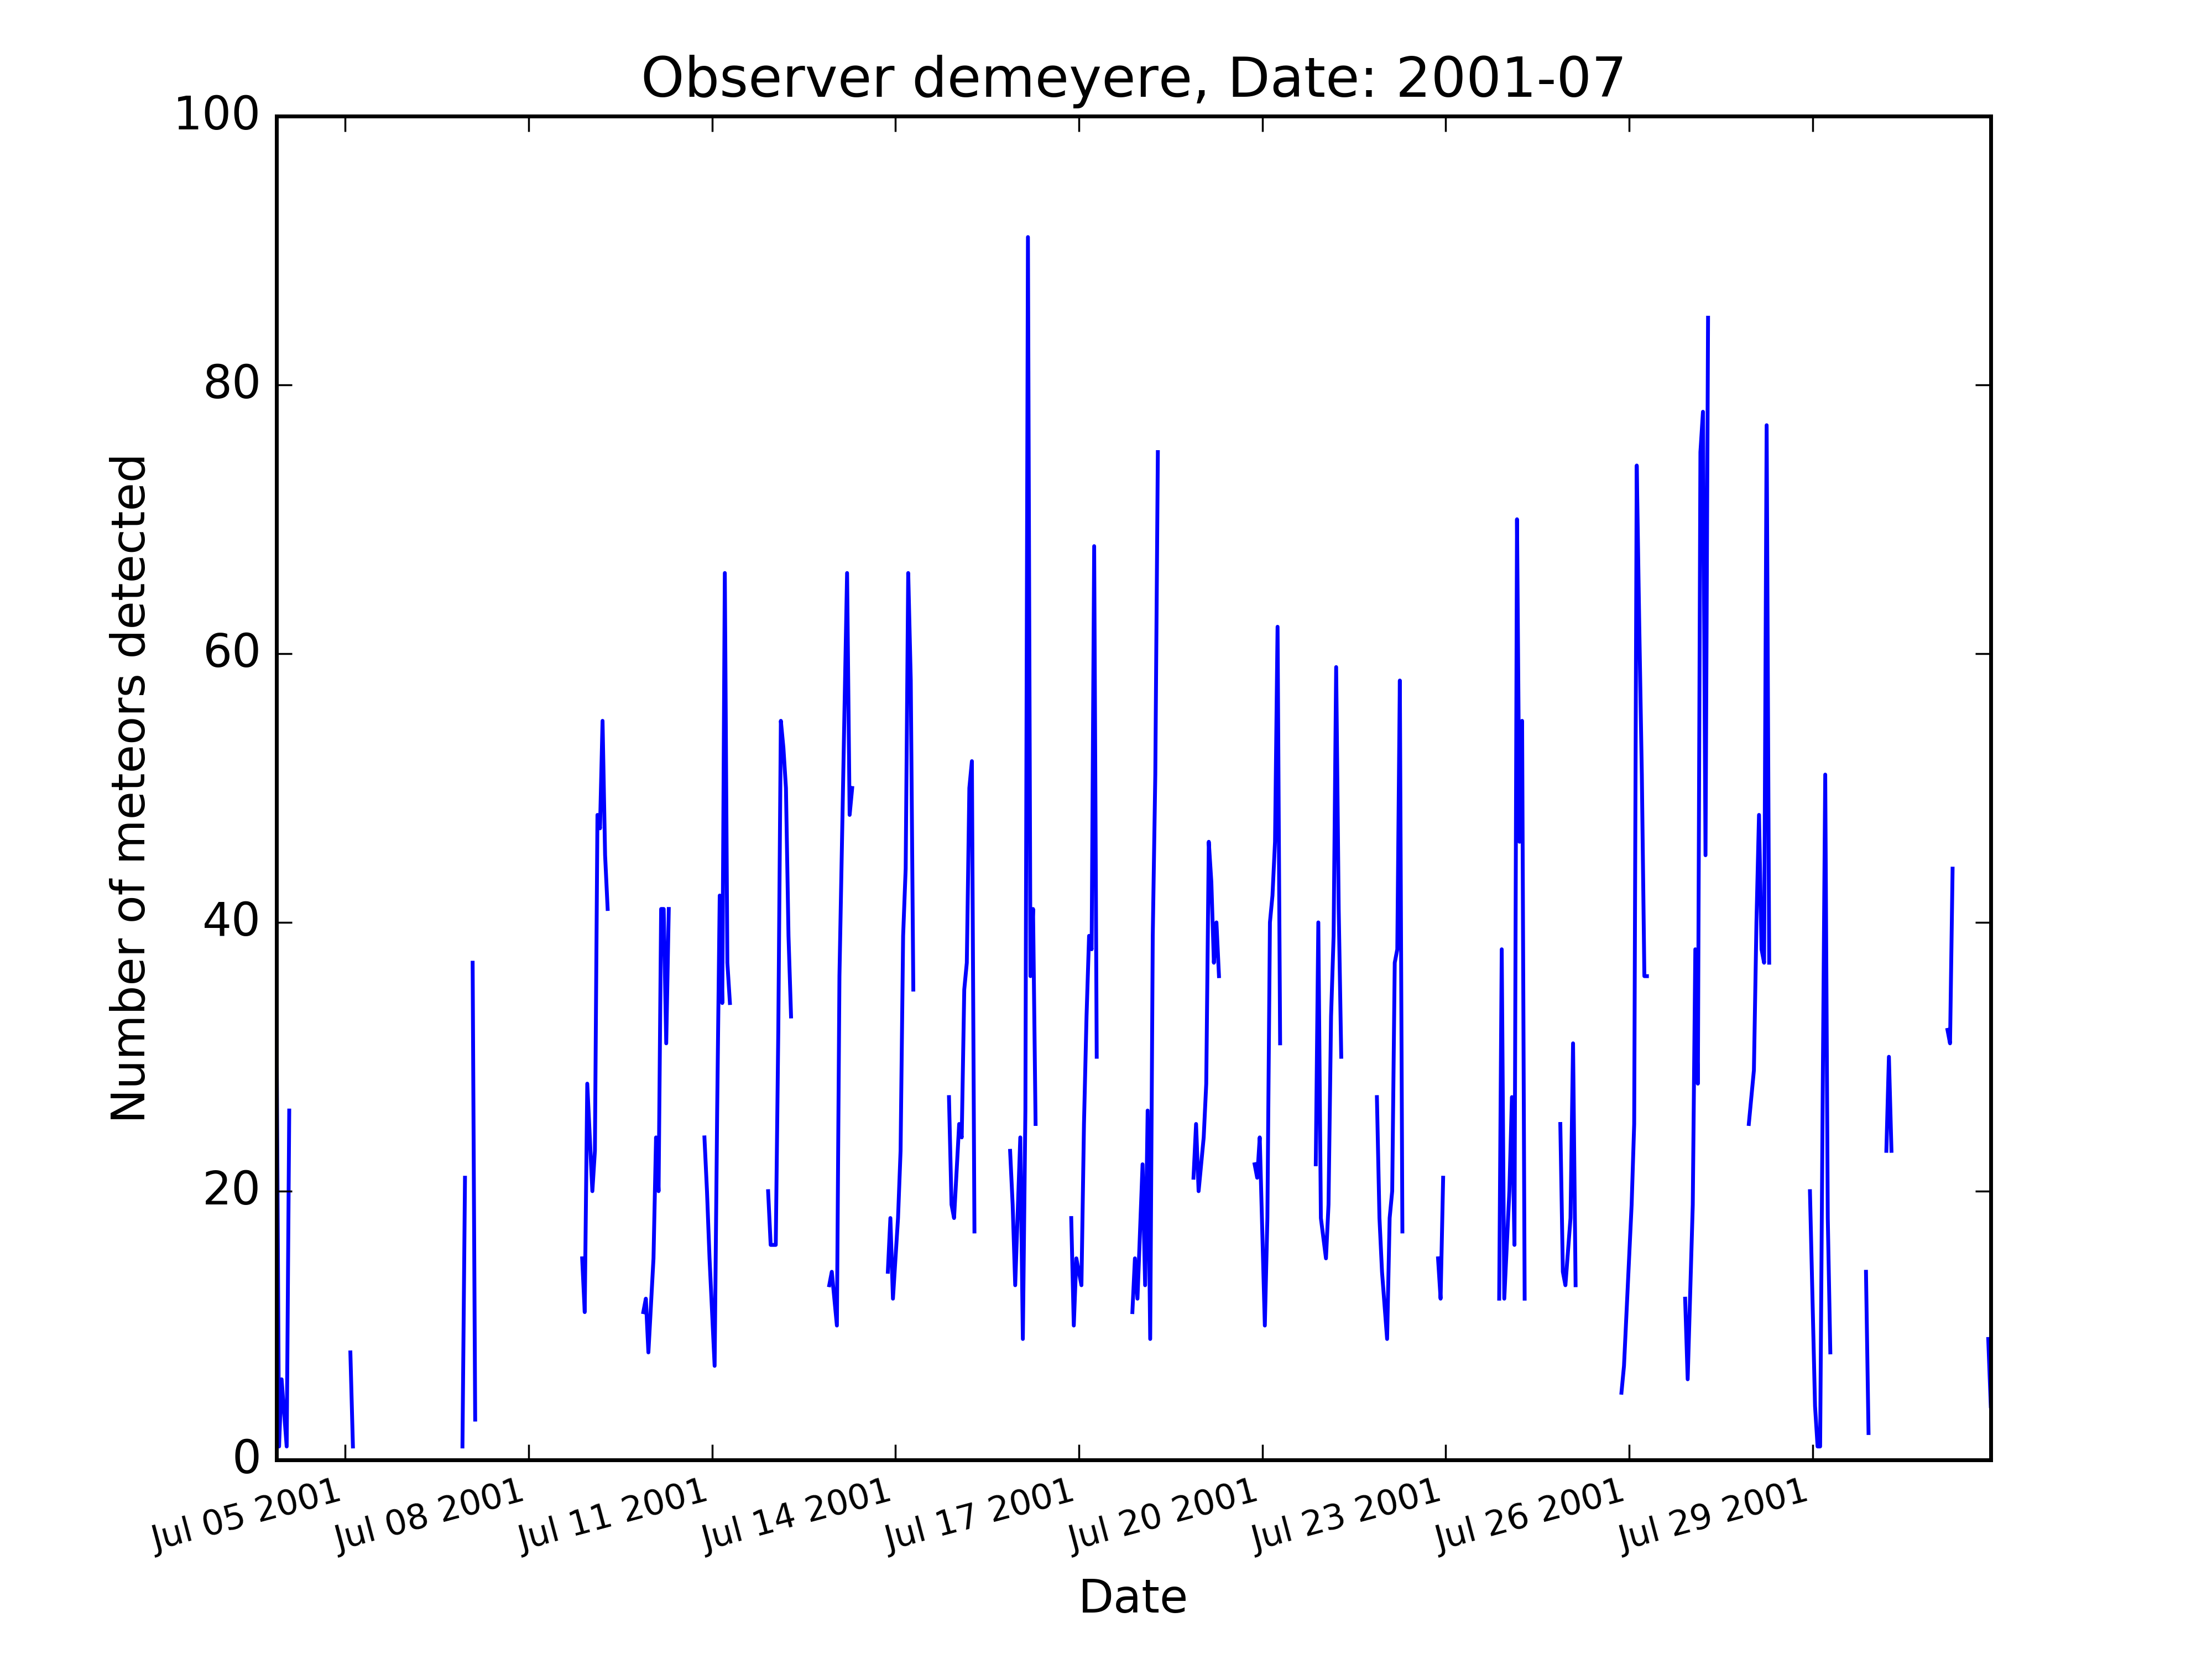 Observer demeyere, Date: 2001-07
100
80
60
40
20
0
Number of meteors detected
Jul 05 2001
Jul 08 2001
Jul 11 2001
Jul 14 2001
Jul 17 2001
Jul 20 2001
Jul 23 2001
Jul 26 2001
Jul 29 2001
Date